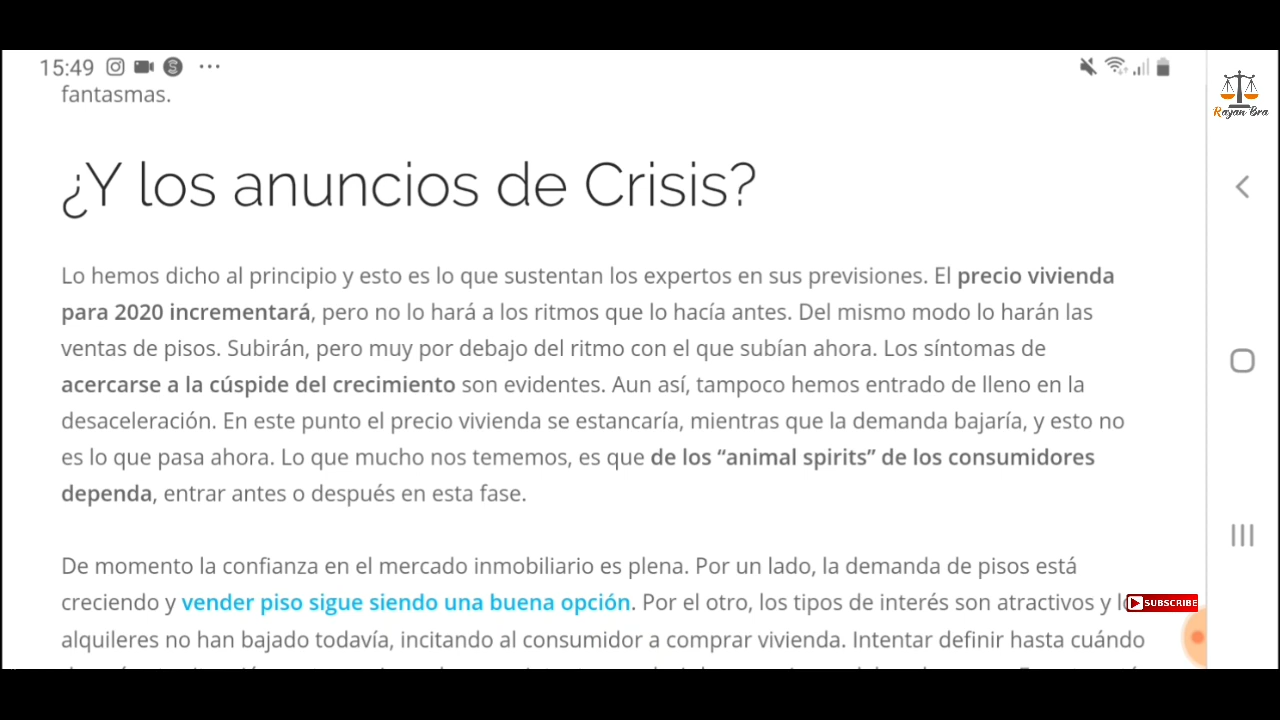 15:49
fantasmas.
Rayan Bra
¿Y los anuncios de Crisis?
Lo hemos dicho al principio y esto es lo que sustentan los expertos en sus previsiones. El precio vivienda
para 2020 incrementará, pero no lo hará a los ritmos que lo hacía antes. Del mismo modo lo harán las
ventas de pisos. Subirán, pero muy por debajo del ritmo con el que subían ahora. Los síntomas de
acercarse a la cúspide del crecimiento son evidentes. Aun así, tampoco hemos entrado de lleno en la
desaceleración. En este punto el precio vivienda se estancaría, mientras que la demanda bajaría, y esto no
es lo que pasa ahora. Lo que mucho nos tememos, es que de los “animal spirits” de los consumidores
dependa, entrar antes o después en esta fase.
De momento la confianza en el mercado inmobiliario es plena. Por un lado, la demanda de pisos está
creciendo y vender piso sigue siendo una buena opción. Por el otro, los tipos de interés son atractivos y
SUBSCRIBE
alquileres no han bajado todavía, incitando al consumidor a comprar vivienda. Intentar definir hasta cuándo